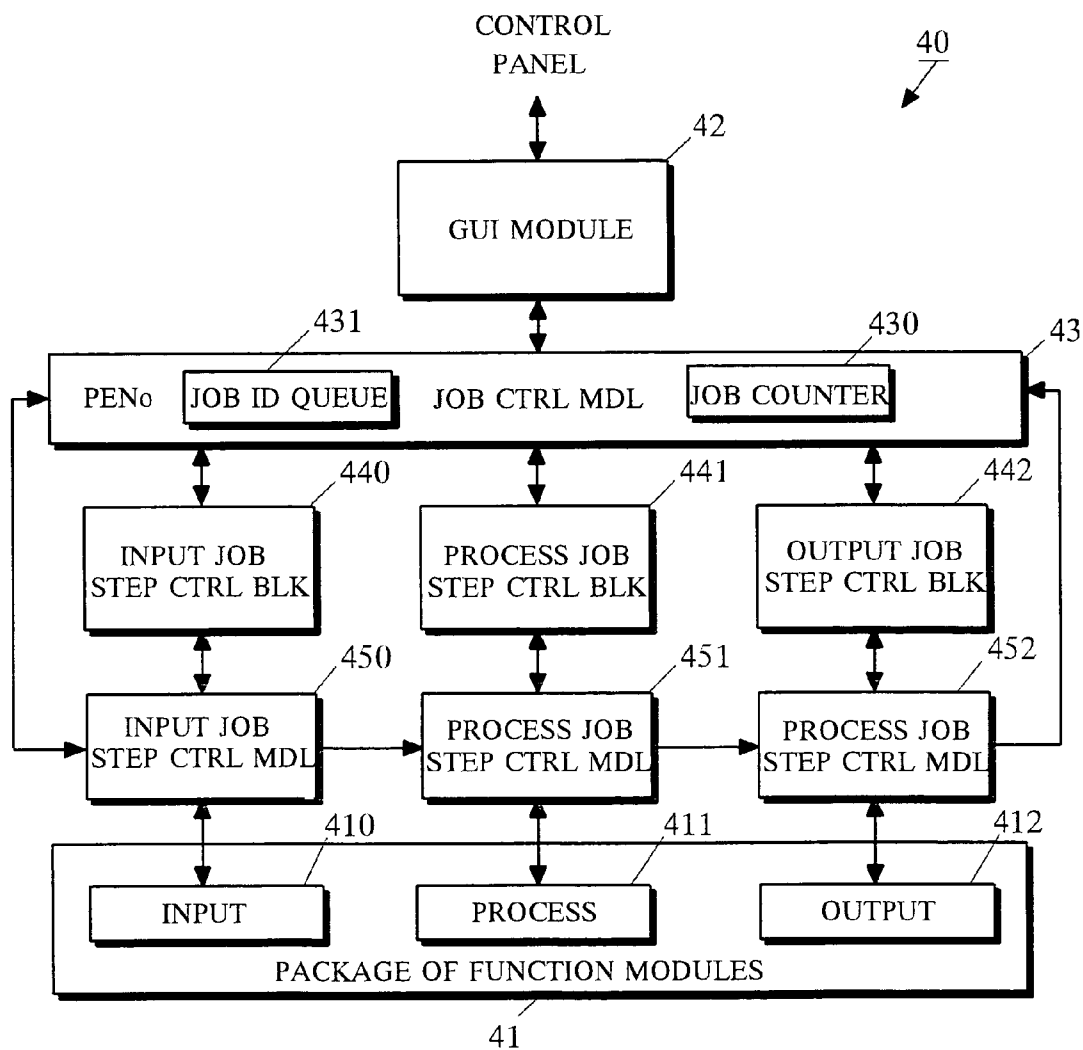 CONTROL
PANEL
40
42
GUI MODULE
431
430
43
PENo
JOB ID QUEUE
JOB CTRL MDL
JOB COUNTER
440
441
442
INPUT JOB
STEP CTRL BLK
PROCESS JOB
STEP CTRL BLK
OUTPUT JOB
STEP CTRL BLK
450
451
452
INPUT JOB
STEP CTRL MDL
PROCESS JOB
STEP CTRL MDL
PROCESS JOB
STEP CTRL MDL
410
411
412
INPUT
PROCESS
OUTPUT
PACKAGE OF FUNCTION MODULES
41